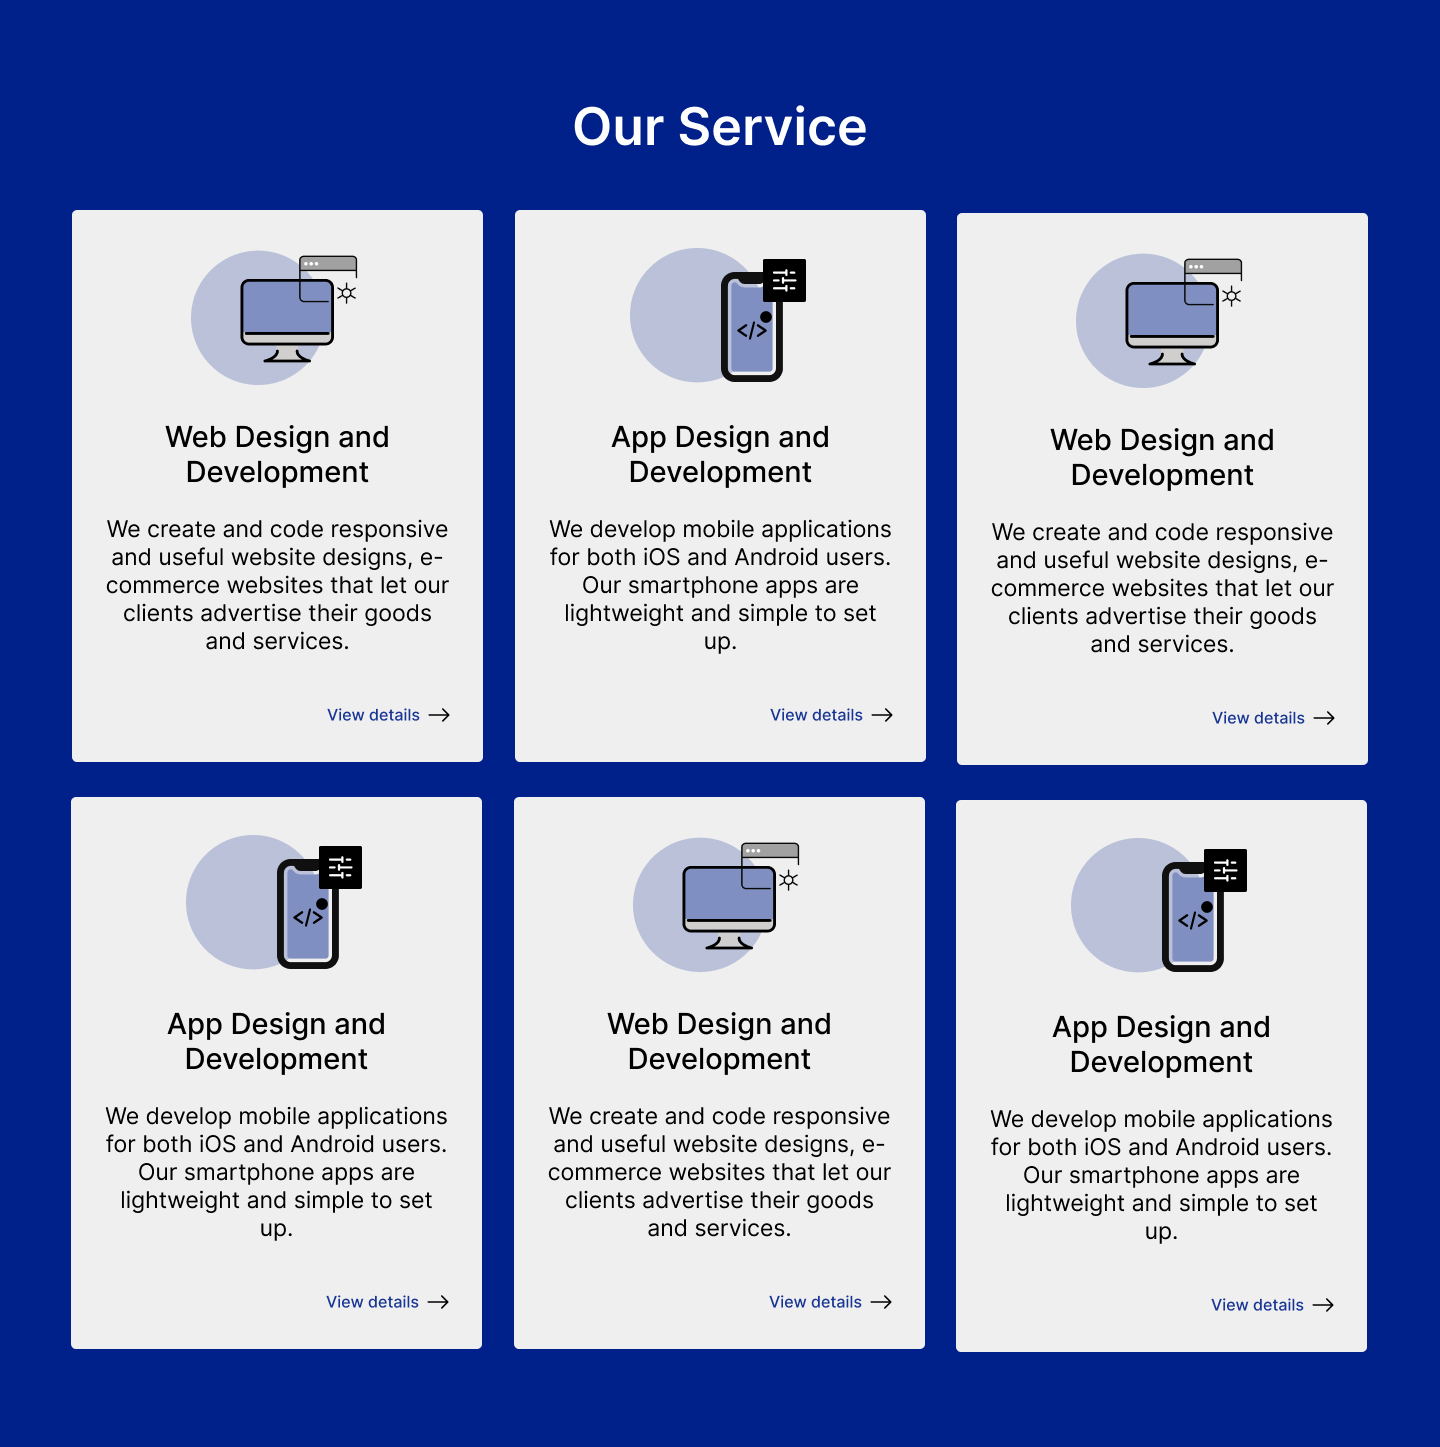 Our Service
Web Design and
Development
We create and code responsive
and useful website designs, e-
commerce websites that let our
clients advertise their goods
and services.
View details
</>
App Design and
Development
We develop mobile applications
for both iOS and Android users.
Our smartphone apps are
lightweight and simple to set
up.
View details
Web Design and
Development
We create and code responsive
and useful website designs, e-
commerce websites that let our
clients advertise their goods
and services.
View details
</>
App Design and
Development
We develop mobile applications
for both iOS and Android users.
Our smartphone apps are
lightweight and simple to set
up.
View details
Web Design and
Development
We create and code responsive
and useful website designs, e-
commerce websites that let our
clients advertise their goods
and services.
View details
</>
App Design and
Development
We develop mobile applications
for both iOS and Android users.
Our smartphone apps are
lightweight and simple to set
up.
View details